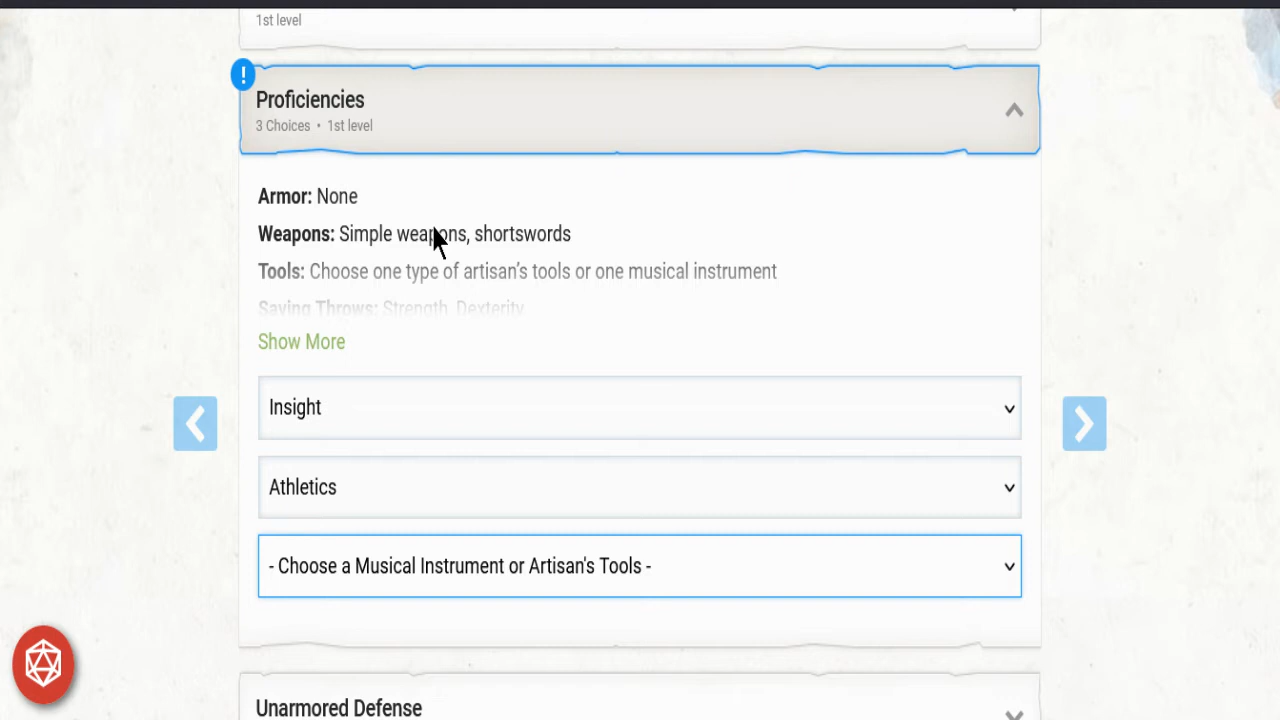 1st level
!
Proficiencies
3 Choices • 1st level
Armor: None
Weapons: Simple weapons, shortswords
Tools: Choose one type of artisan's tools or one musical instrument
Saving Throws: Strength, Dexterity
Show More
Insight
Athletics
- Choose a Musical Instrument or Artisan's Tools -
Unarmored Defense